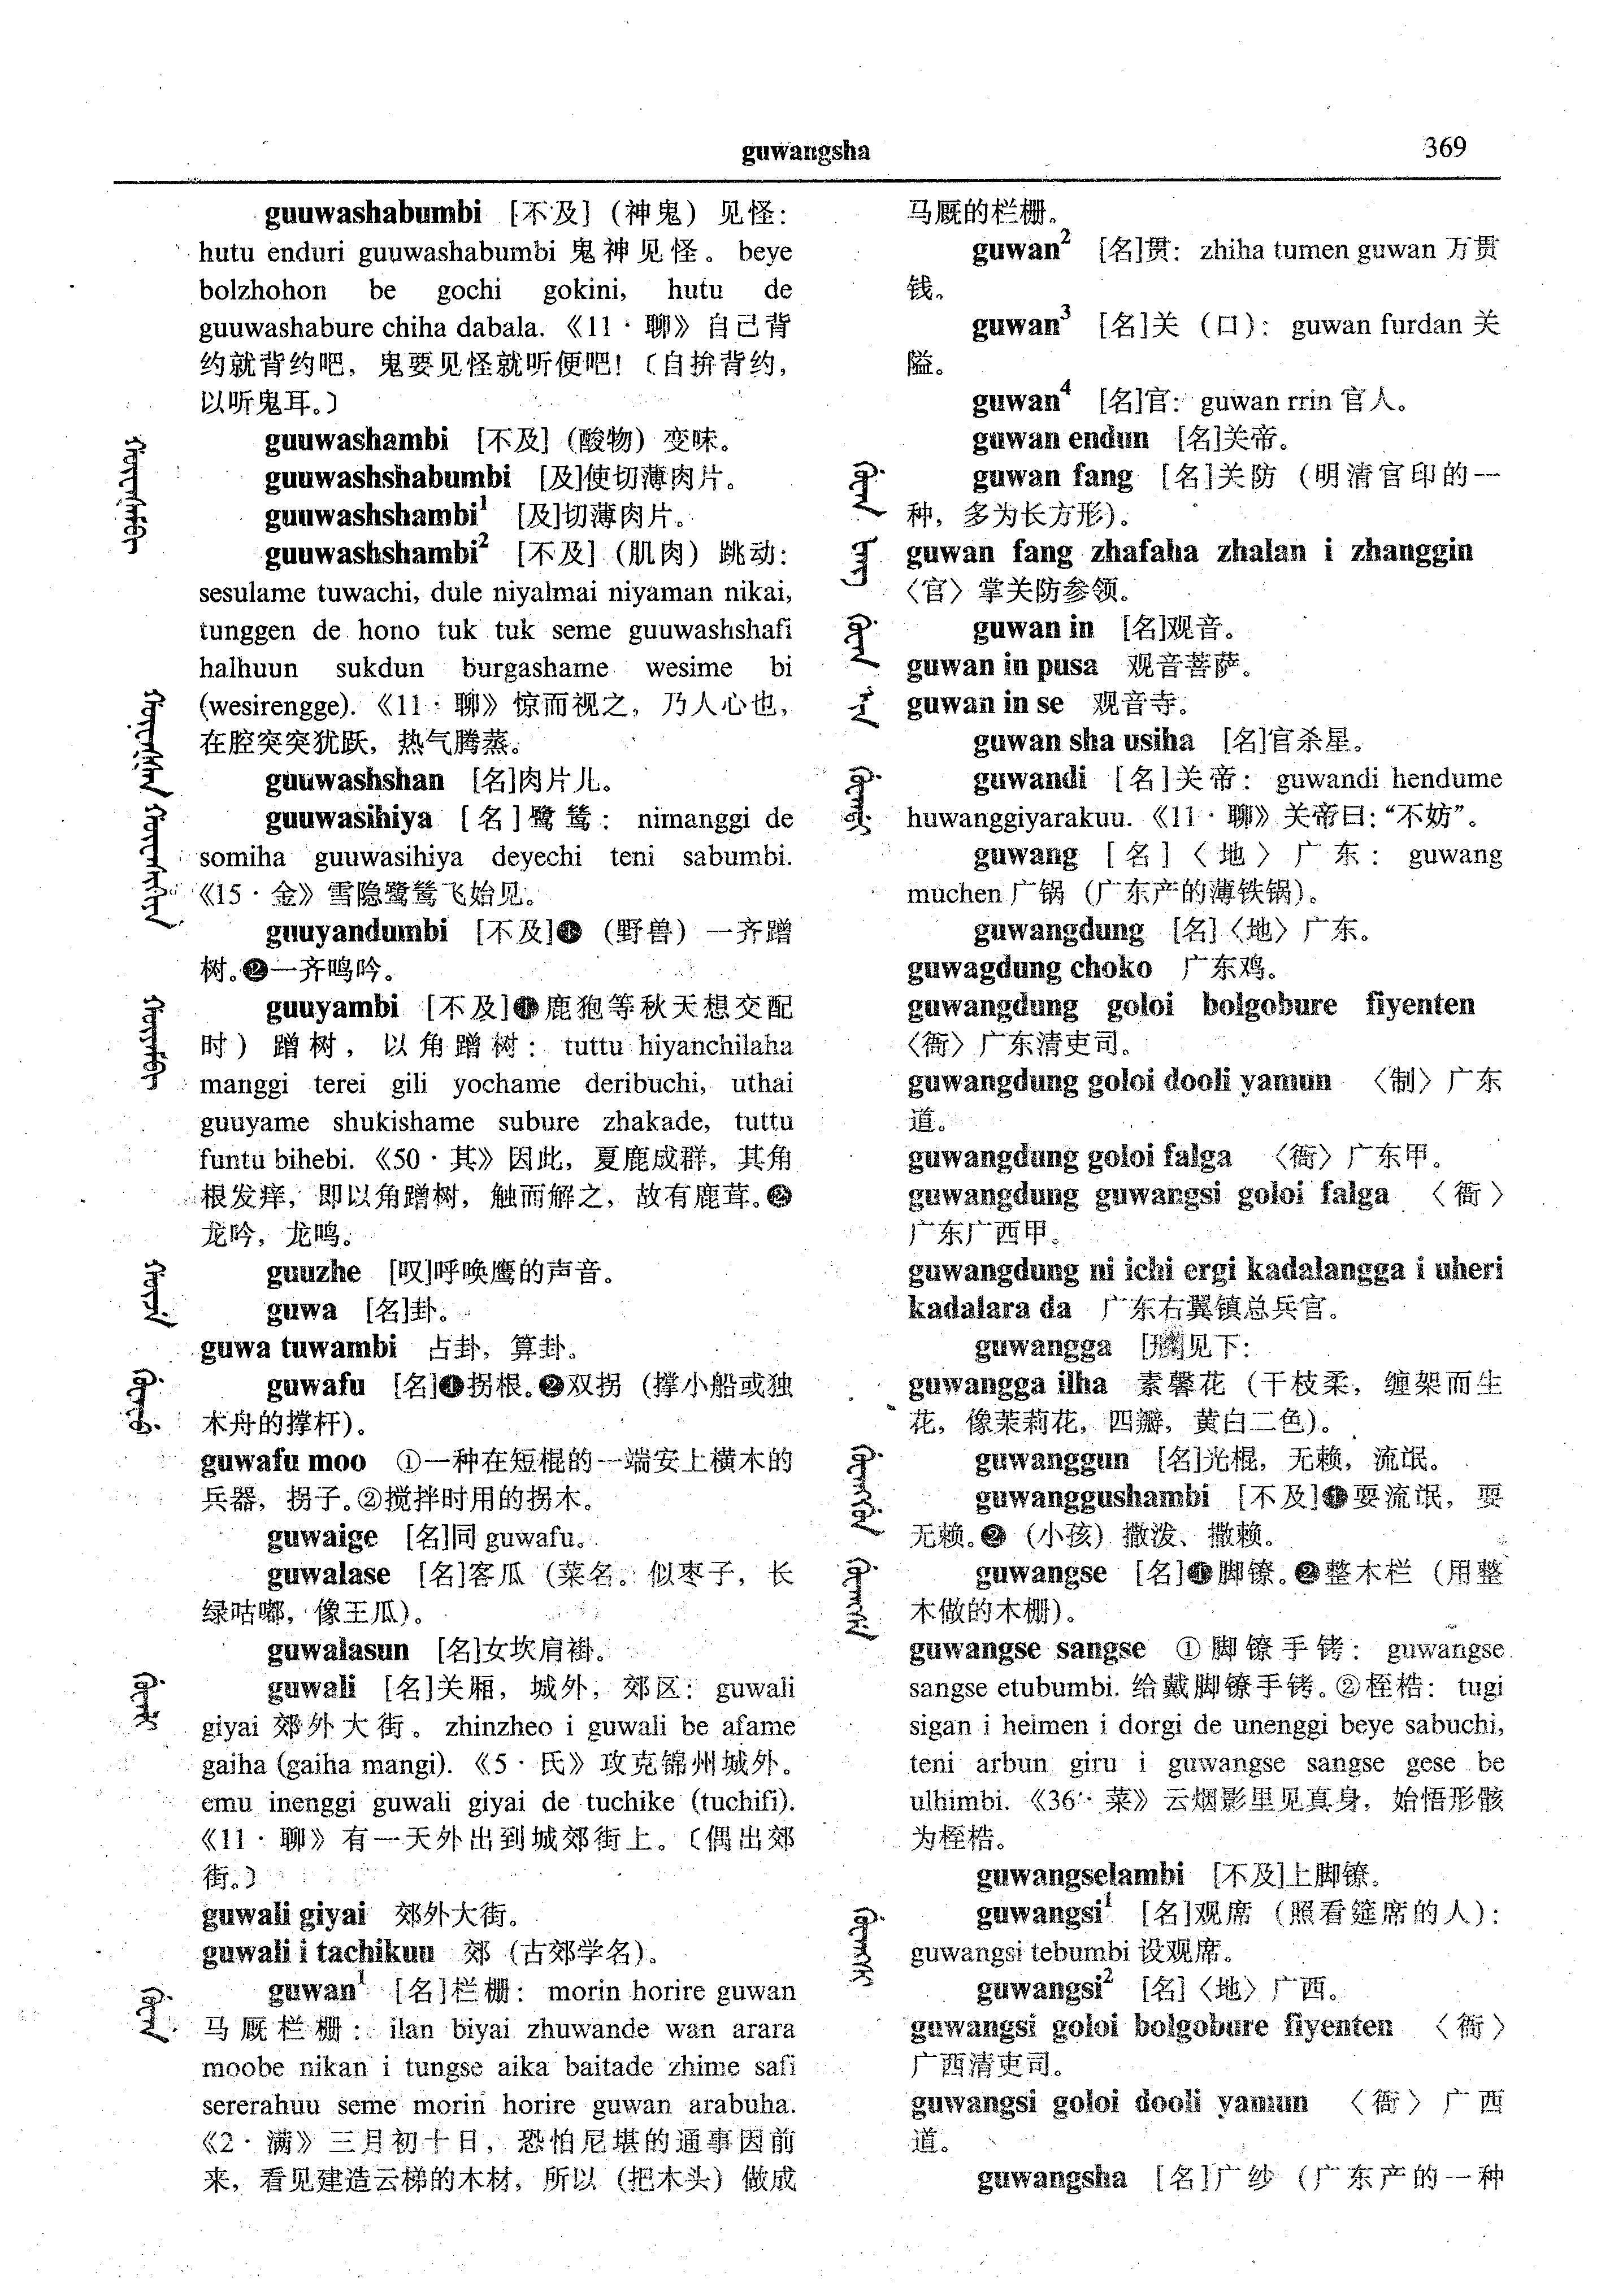 guwangsha
369
guuwashabumbi [不及]（神鬼）见怪：
hutu enduri guuwashabumbi 鬼神见怪。 beye
bolzhohon be gochi gokini, hutu de
guuwashabure chiha dabala.《11·聊》自己背
约就背约吧，鬼要见怪就听便吧！〔自拚背约，
以听鬼耳。〕
guuwashambi [不及]（酸物）变味。
guuwashshabumbi [及]使切薄肉片。
guuwashshambi¹ [及]切薄肉片。
guuwashshambi² [不及]（肌肉）跳动：
sesulame tuwachi, dule niyalmai niyaman nikai,
tunggen de hono tuk tuk seme guuwashshafi
halhuun sukdun burgashame wesime bi
(wesirengge).《11·聊》惊而视之，乃人心也，
在腔突突犹跃，热气腾蒸。
guuwashshan [名]肉片儿。
guuwasihiya [名]鹭鸶： nimanggi de
somiha guuwasihiya deyechi teni sabumbi.
《15·金》雪隐鹭鸶飞始见。
guuyandumbi [不及]❶（野兽）一齐蹭
树。❷一齐鸣吟。
guuyambi [不及]❶鹿狍等秋天想交配
时）蹭树，以角蹭树： tuttu hiyanchilaha
manggi terei gili yochame deribuchi, uthai
guuyame shukishame subure zhakade, tuttu
funtu bihebi.《50·其》因此，夏鹿成群，其角
根发痒，即以角蹭树，触而解之，故有鹿茸。❷
龙吟，龙鸣。
guuzhe [叹]呼唤鹰的声音。
guwa [名]卦。
guwa tuwambi 占卦，算卦。
guwafu [名]❶拐根。❷双拐（撑小船或独
木舟的撑杆）。
guwafu moo ①一种在短棍的一端安上横木的
兵器，拐子。②搅拌时用的拐木。
guwaige [名]同 guwafu。
guwalase [名]客瓜（菜名。似枣子，长
绿咕嘟，像王瓜）。
guwalasun [名]女坎肩褂。
guwali [名]关厢，城外，郊区： guwali
giyai 郊外大街。 zhinzheo i guwali be afame
gaiha (gaiha mangi).《5·氏》攻克锦州城外。
emu inenggi guwali giyai de tuchike (tuchifi).
《11·聊》有一天外出到城郊街上。〔偶出郊
街。〕
guwali giyai 郊外大街。
guwali i tachikuu 郊（古郊学名）。
guwan¹ [名]栏栅： morin horire guwan
马厩栏栅： ilan biyai zhuwande wan arara
moobe nikan i tungse aika baitade zhime safi
sererahuu seme morin horire guwan arabuha.
《2·满》三月初十日，恐怕尼堪的通事因前
来，看见建造云梯的木材，所以（把木头）做成
马厩的栏栅。
guwan² [名]贯： zhiha tumen guwan 万贯
钱。
guwan³ [名]关（口）： guwan furdan 关
隘。
guwan⁴ [名]官： guwan rrin 官人。
guwan endun [名]关帝。
guwan fang [名]关防（明清官印的一
种，多为长方形）。
guwan fang zhafaha zhalan i zhanggin
〈官〉掌关防参领。
guwan in [名]观音。
guwan in pusa 观音菩萨。
guwan in se 观音寺。
guwan sha usiha [名]官杀星。
guwandi [名]关帝： guwandi hendume
huwanggiyarakuu.《11·聊》关帝曰：“不妨”。
guwang [名]〈地〉广东： guwang
muchen 广锅（广东产的薄铁锅）。
guwangdung [名]〈地〉广东。
guwagdung choko 广东鸡。
guwangdung goloi bolgobure fiyenten
〈衙〉广东清吏司。
guwangdung goloi dooli yamun 〈制〉广东
道。
guwangdung goloi falga 〈衙〉广东甲。
guwangdung guwangsi goloi falga 〈衙〉
广东广西甲。
guwangdung ni ichi ergi kadalangga i uheri
kadalara da 广东右翼镇总兵官。
guwangga 见下：
guwangga ilha 素馨花（干枝柔，缠架而生
花，像茉莉花，四瓣，黄白二色）。
guwanggun [名]光棍，无赖，流氓。
guwanggushambi [不及]❶耍流氓，耍
无赖。❷（小孩）撒泼、撒赖。
guwangse [名]❶脚镣。❷整木栏（用整
木做的木栅）。
guwangse sangse ①脚镣手铐： guwangse
sangse etubumbi. 给戴脚镣手铐。②桎梏： tugi
sigan i helmen i dorgi de unenggi beye sabuchi,
teni arbun giru i guwangse sangse gese be
ulhimbi.《36·菜》云烟影里见真身，始悟形骸
为桎梏。
guwangselambi [不及]上脚镣。
guwangsi¹ [名]观席（照看筵席的人）：
guwangsi tebumbi 设观席。
guwangsi² [名]〈地〉广西。
guwangsi goloi bolgobure fiyenten 〈衙〉
广西清吏司。
guwangsi goloi dooli yamun 〈衙〉广西
道。
guwangsha [名]广纱（广东产的一种